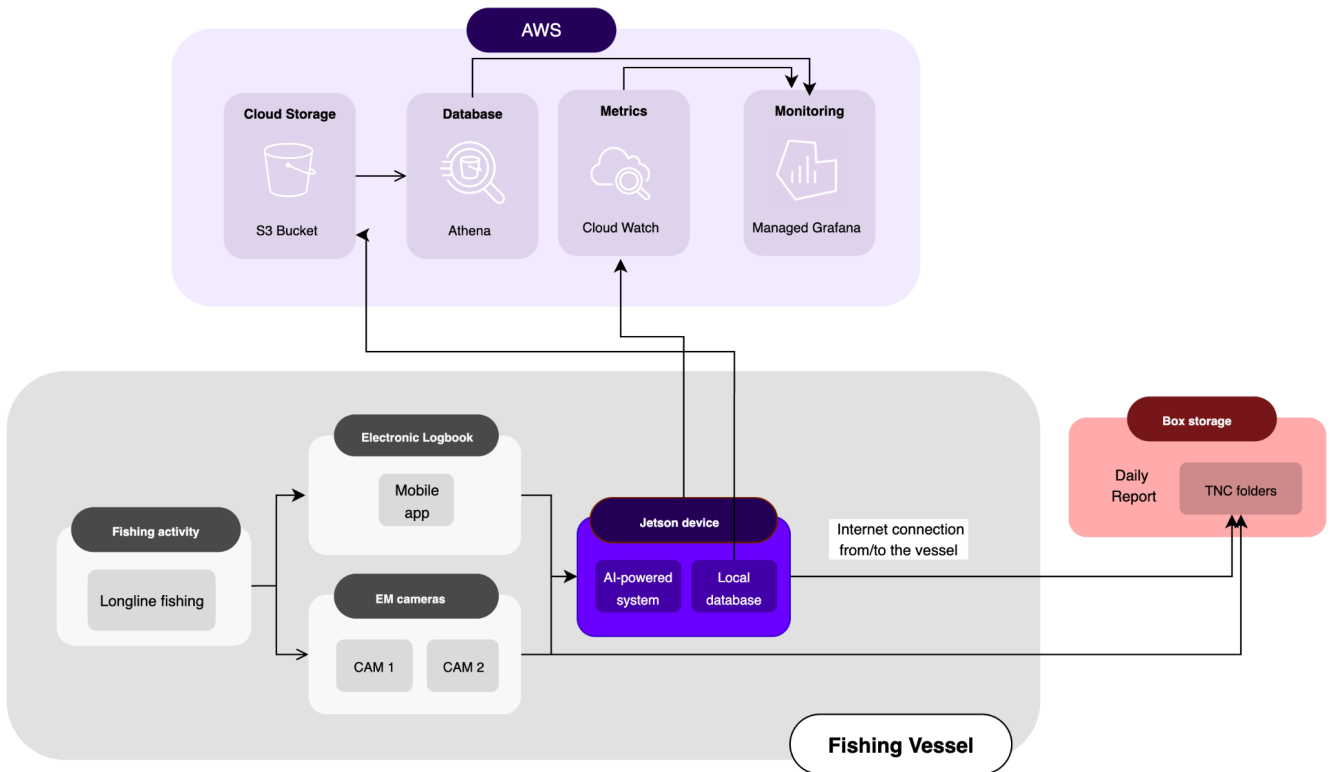 AWS
Cloud Storage
S3 Bucket
Database
Athena
Metrics
Cloud Watch
Monitoring
Managed Grafana
Fishing activity
Longline fishing
Electronic Logbook
Mobile
app
EM cameras
CAM 1
CAM 2
Jetson device
AI-powered
system
Local
database
Internet connection
from/to the vessel
Box storage
Daily
Report
TNC folders
Fishing Vessel